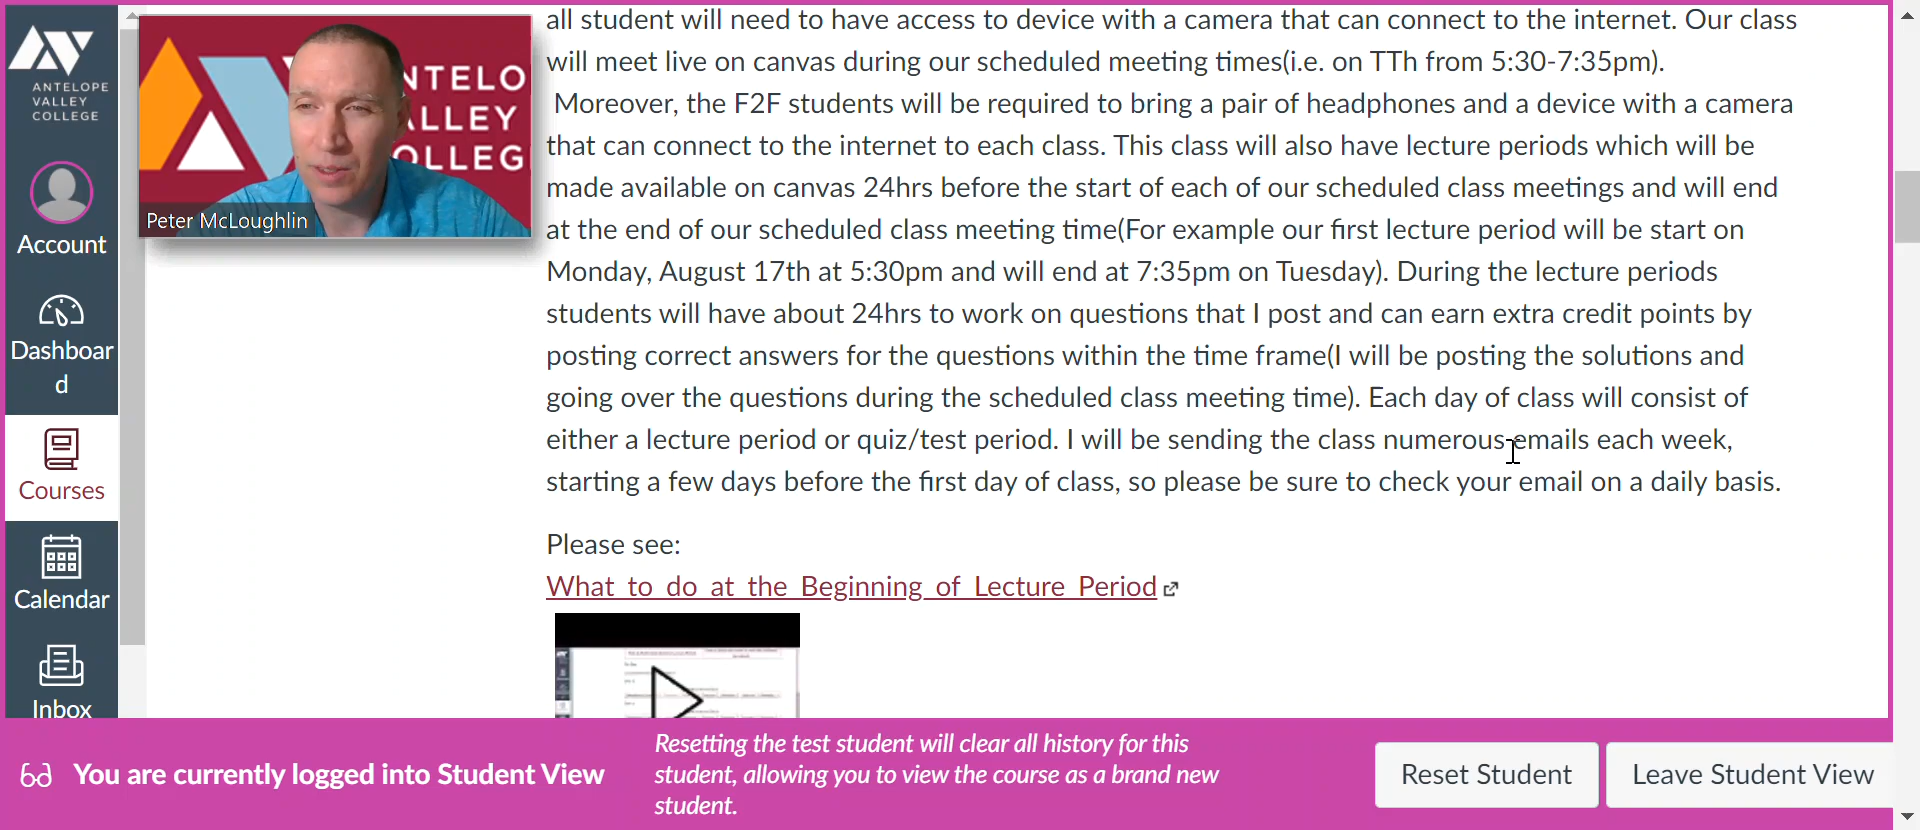 ANTELOPE
VALLEY
COLLEGE
Account
Dashboar
d
Courses
Calendar
Inbox
NTELO
ALLEY
OLLEG
Peter McLoughlin
all student will need to have access to device with a camera that can connect to the internet. Our class
will meet live on canvas during our scheduled meeting times(i.e. on TTh from 5:30-7:35pm).
Moreover, the F2F students will be required to bring a pair of headphones and a device with a camera
that can connect to the internet to each class. This class will also have lecture periods which will be
made available on canvas 24hrs before the start of each of our scheduled class meetings and will end
at the end of our scheduled class meeting time(For example our first lecture period will be start on
Monday, August 17th at 5:30pm and will end at 7:35pm on Tuesday). During the lecture periods
students will have about 24hrs to work on questions that I post and can earn extra credit points by
posting correct answers for the questions within the time frame(I will be posting the solutions and
going over the questions during the scheduled class meeting time). Each day of class will consist of
either a lecture period or quiz/test period. I will be sending the class numerous emails each week,
starting a few days before the first day of class, so please be sure to check your email on a daily basis.
Please see:
What_to_do_at_the_Beginning_of_Lecture_Period
You are currently logged into Student View
Resetting the test student will clear all history for this
student, allowing you to view the course as a brand new
student.
Reset Student
Leave Student View